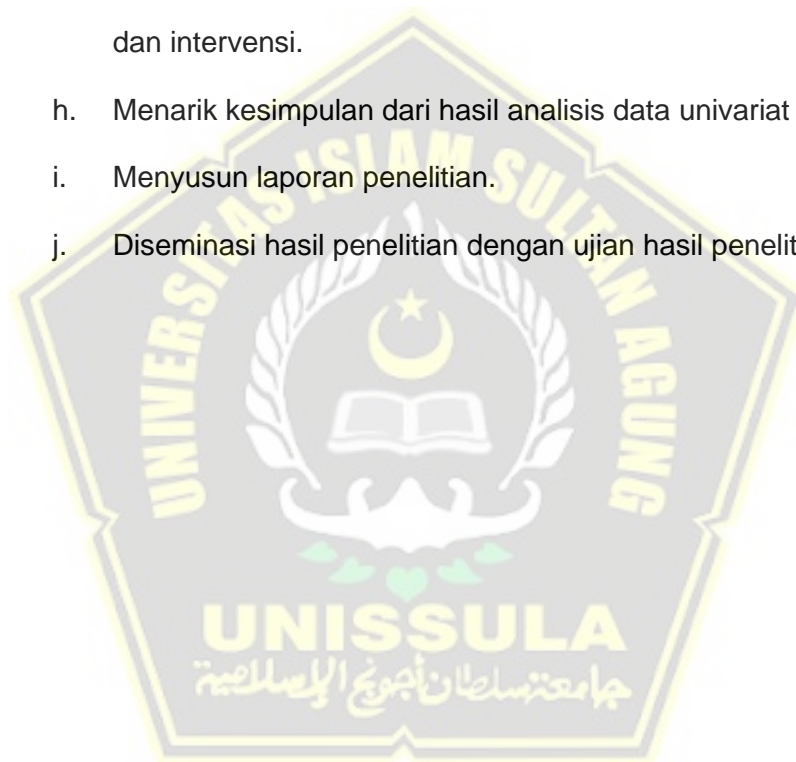 dan intervensi.
h. Menarik kesimpulan dari hasil analisis data univariat
i. Menyusun laporan penelitian.
j. Diseminasi hasil penelitian dengan ujian hasil penelit
UNIVERSITAS ISLAM SULTAN AGUNG
UNISSULA
جامعة سلطان أجونج الإسلامية